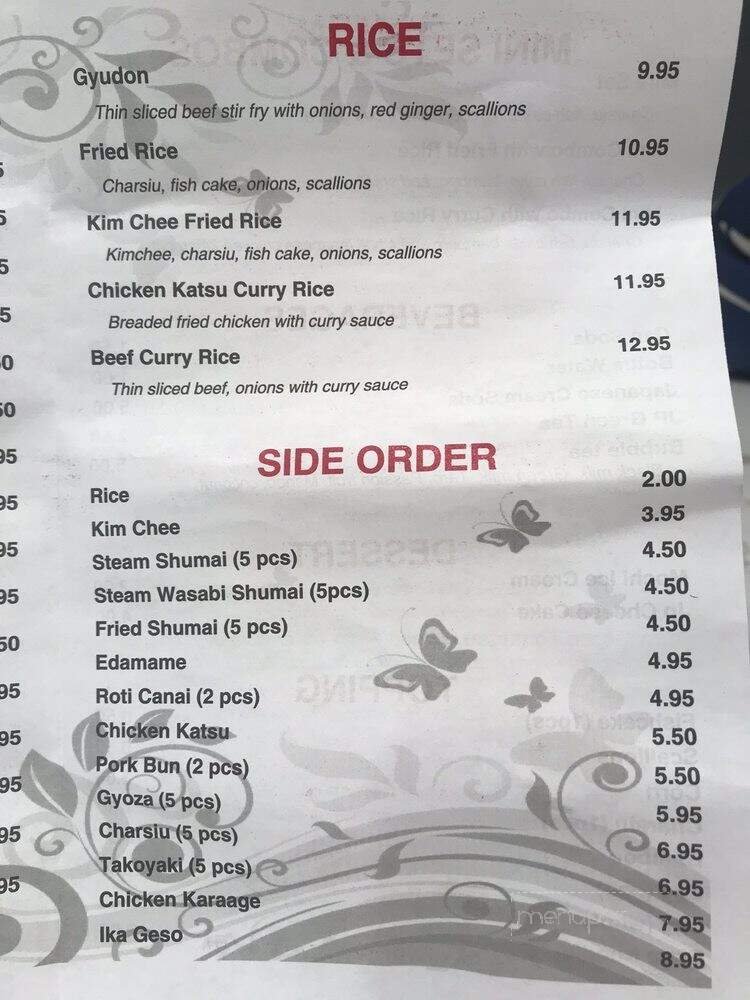 RICE
Gyudon 9.95
Thin sliced beef stir fry with onions, red ginger, scallions
Fried Rice 10.95
Charsiu, fish cake, onions, scallions
Kim Chee Fried Rice 11.95
Kimchee, charsiu, fish cake, onions, scallions
Chicken Katsu Curry Rice 11.95
Breaded fried chicken with curry sauce
Beef Curry Rice 12.95
Thin sliced beef, onions with curry sauce
SIDE ORDER
Rice 2.00
Kim Chee 3.95
Steam Shumai (5 pcs) 4.50
Steam Wasabi Shumai (5pcs) 4.50
Fried Shumai (5 pcs) 4.50
Edamame 4.95
Roti Canai (2 pcs) 4.95
Chicken Katsu 5.50
Pork Bun (2 pcs) 5.50
Gyoza (5 pcs) 5.95
Charsiu (5 pcs) 6.95
Takoyaki (5 pcs) 6.95
Chicken Karaage 7.95
Ika Geso 8.95